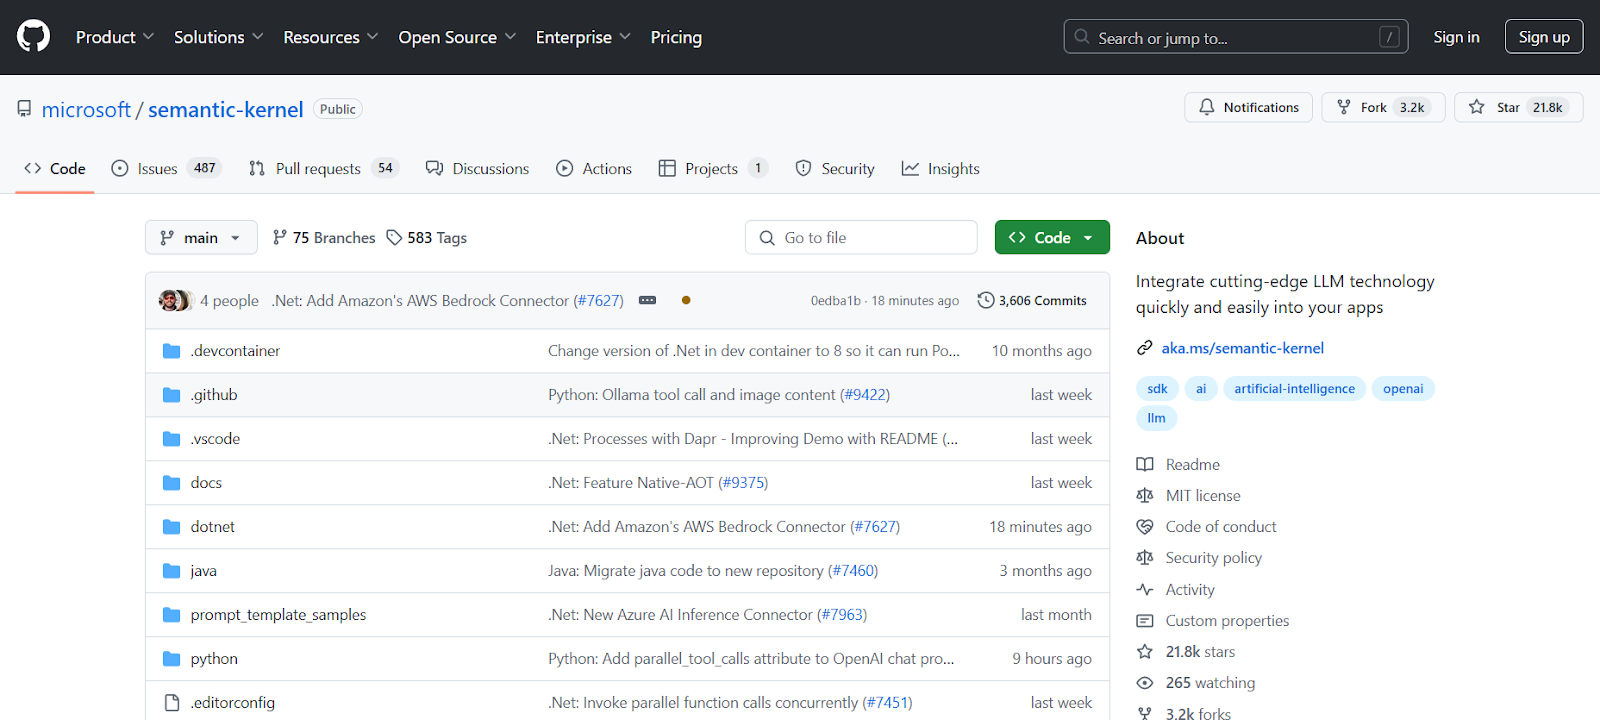 Product Solutions Resources Open Source Enterprise Pricing Search or jump to... / Sign in Sign up
microsoft / semantic-kernel Public Notifications Fork 3.2k Star 21.8k
Code Issues 487 Pull requests 54 Discussions Actions Projects 1 Security Insights
main 75 Branches 583 Tags Go to file Code
4 people .Net: Add Amazon's AWS Bedrock Connector (#7627) 0edba1b · 18 minutes ago 3,606 Commits
.devcontainer Change version of .Net in dev container to 8 so it can run Po... 10 months ago
.github Python: Ollama tool call and image content (#9422) last week
.vscode .Net: Processes with Dapr - Improving Demo with README (... last week
docs .Net: Feature Native-AOT (#9375) last week
dotnet .Net: Add Amazon's AWS Bedrock Connector (#7627) 18 minutes ago
java Java: Migrate java code to new repository (#7460) 3 months ago
prompt_template_samples .Net: New Azure AI Inference Connector (#7963) last month
python Python: Add parallel_tool_calls attribute to OpenAI chat pro... 9 hours ago
.editorconfig .Net: Invoke parallel function calls concurrently (#7451) last week
About
Integrate cutting-edge LLM technology
quickly and easily into your apps
aka.ms/semantic-kernel
sdk ai artificial-intelligence openai
llm
Readme
MIT license
Code of conduct
Security policy
Activity
Custom properties
21.8k stars
265 watching
3.2k forks